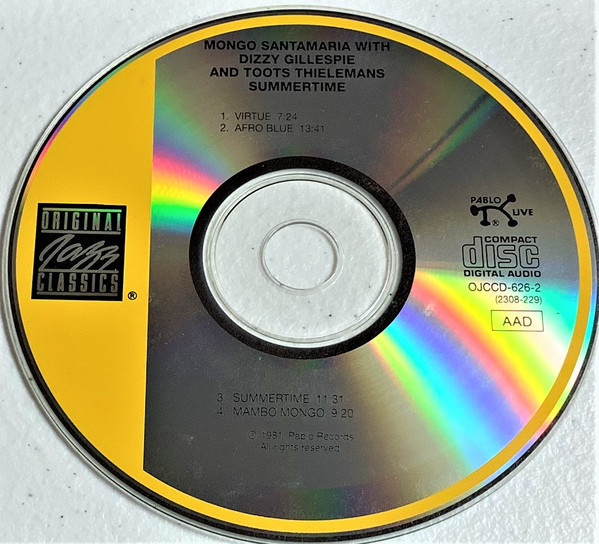 MONGO SANTAMARIA WITH
DIZZY GILLESPIE
AND TOOTS THIELEMANS
SUMMERTIME
1. VIRTUE 7:24
2. AFRO BLUE 13:41
ORIGINAL
Jazz
CLASSICS
®
PABLO
LIVE
®
COMPACT
disc
DIGITAL AUDIO
OJCCD-626-2
(2308-229)
AAD
3 SUMMERTIME 11 31
4 MAMBO MONGO 9 20
℗ 1981, Pablo Records
All rights reserved